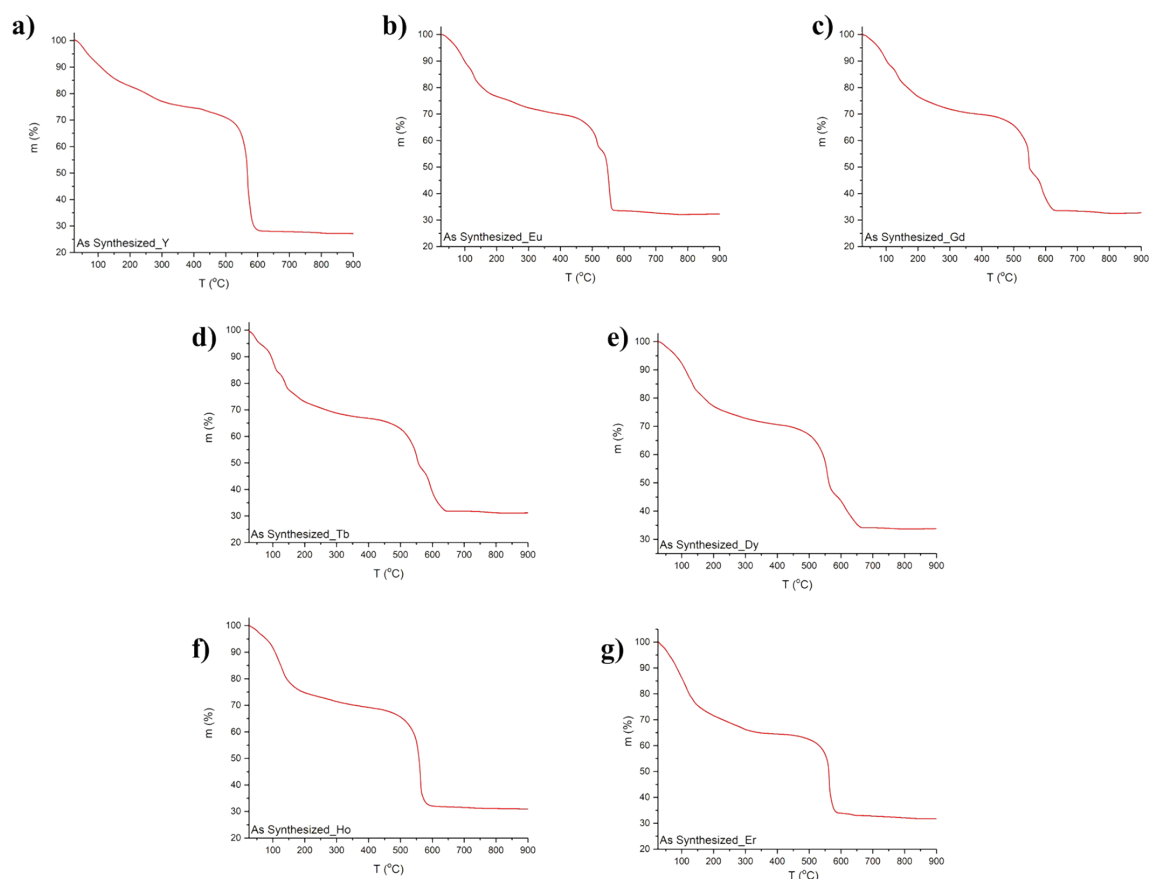 a)
100
90
80
70
60
50
40
30
20
m (%)
As Synthesized_Y
100 200 300 400 500 600 700 800 900
T (°C)
b)
100
90
80
70
60
50
40
30
20
m (%)
As Synthesized_Eu
100 200 300 400 500 600 700 800 900
T (°C)
c)
100
90
80
70
60
50
40
30
20
m (%)
As Synthesized_Gd
100 200 300 400 500 600 700 800 900
T (°C)
d)
100
90
80
70
60
50
40
30
20
m (%)
As Synthesized_Tb
100 200 300 400 500 600 700 800 900
T (°C)
e)
100
90
80
70
60
50
40
30
m (%)
As Synthesized_Dy
100 200 300 400 500 600 700 800 900
T (°C)
f)
100
90
80
70
60
50
40
30
20
m (%)
As Synthesized_Ho
100 200 300 400 500 600 700 800 900
T (°C)
g)
100
90
80
70
60
50
40
30
20
m (%)
As Synthesized_Er
100 200 300 400 500 600 700 800 900
T (°C)